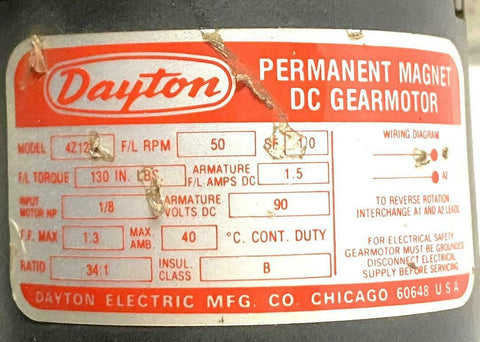 Dayton
PERMANENT MAGNET
DC GEARMOTOR
MODEL F/L RPM 50 SF 1.0
F/L TORQUE 130 IN. LBS. ARMATURE F/L AMPS DC 1.5
INPUT MOTOR HP 1/8 ARMATURE VOLTS DC 90
F.F. MAX 1.3 MAX. AMB. 40 °C. CONT. DUTY
RATIO 34:1 INSUL. CLASS B
WIRING DIAGRAM
A2
TO REVERSE ROTATION
INTERCHANGE A1 AND A2 LEADS
FOR ELECTRICAL SAFETY
GEARMOTOR MUST BE GROUNDED
DISCONNECT ELECTRICAL
SUPPLY BEFORE SERVICING
DAYTON ELECTRIC MFG. CO. CHICAGO 60648 U.S.A